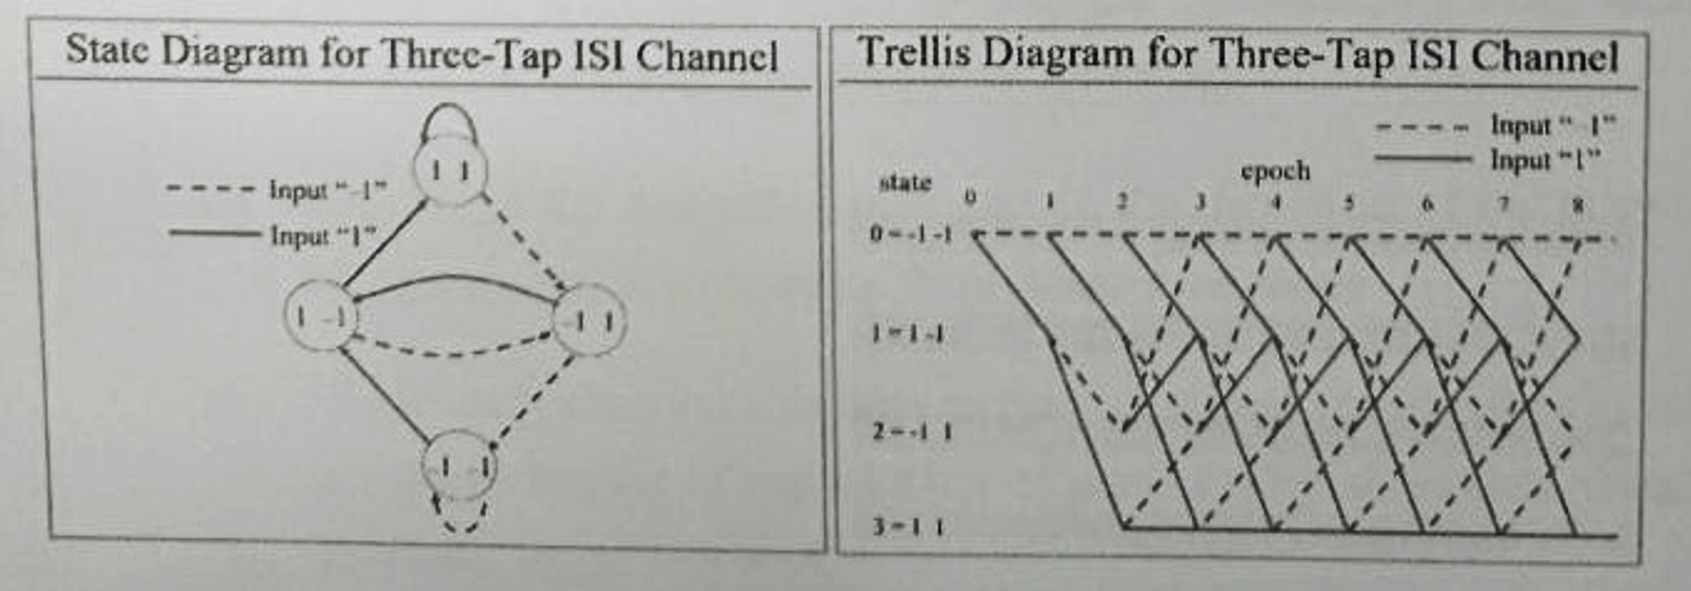 State Diagram for Three-Tap ISI Channel
1 1
Input "-1"
Input "1"
1 -1
-1 1
-1 -1
Trellis Diagram for Three-Tap ISI Channel
Input "-1"
Input "1"
epoch
state
0 1 2 3 4 5 6 7 8
0 = -1 -1
1 = 1 -1
2 = -1 1
3 = 1 1